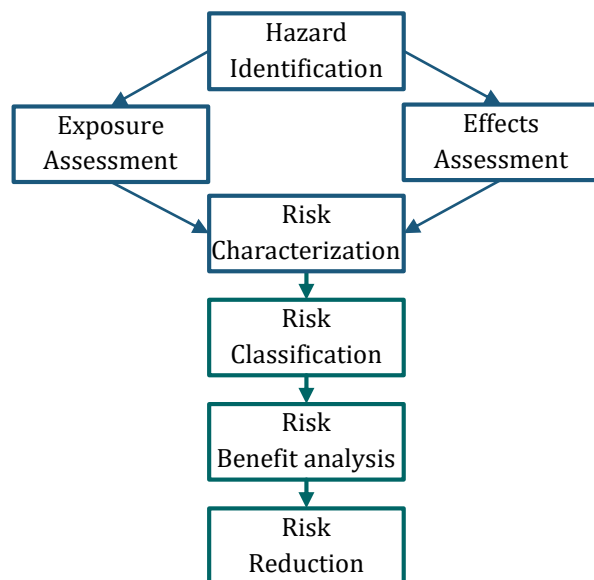 Hazard
Identification
Exposure
Assessment
Effects
Assessment
Risk
Characterization
Risk
Classification
Risk
Benefit analysis
Risk
Reduction